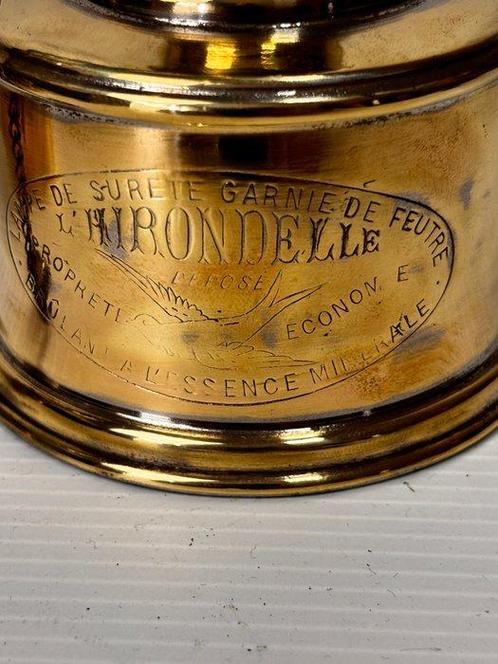 LAMPE DE SURETE GARNIE DE FEUTRE
L'HIRONDELLE
DEPOSE
PROPRETE
ECONOMIE
BRULANT A L'ESSENCE MINERALE